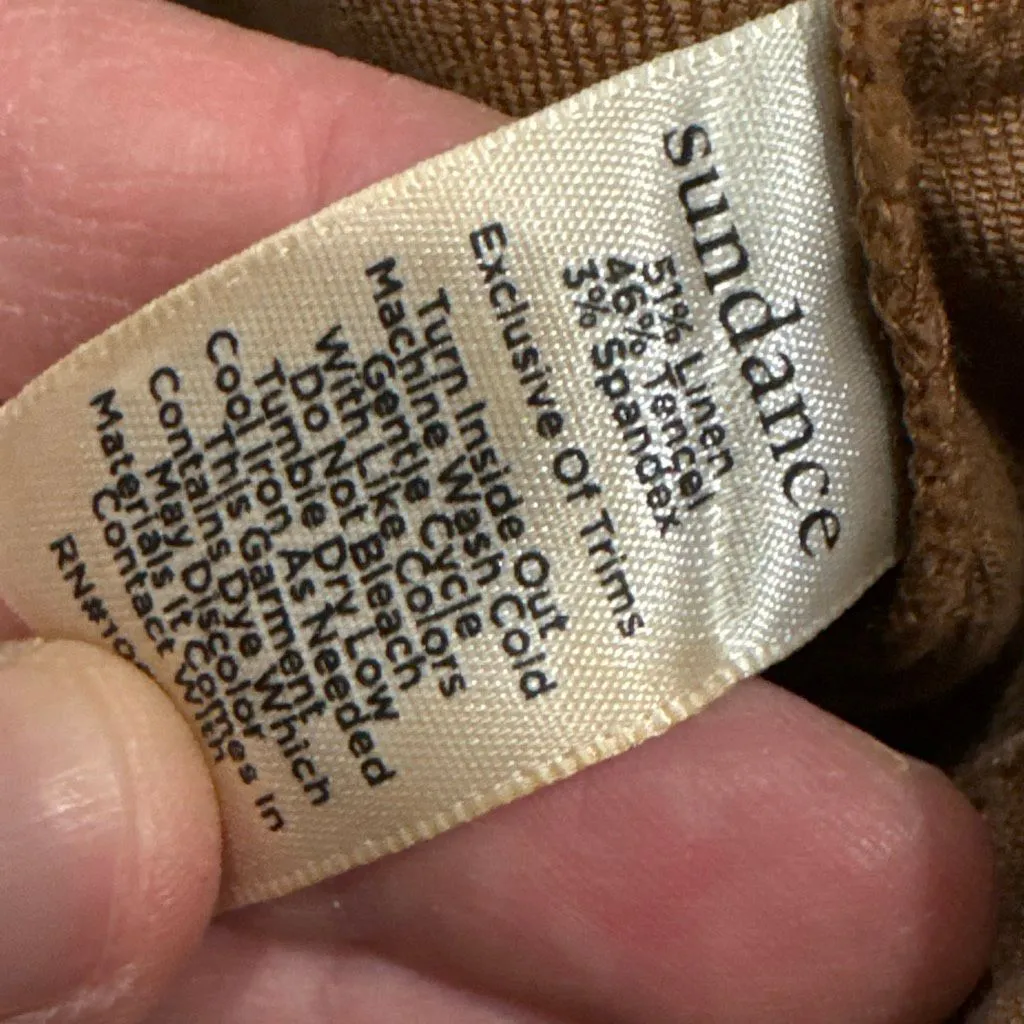 sundance
51% Linen
46% Tencel
3% Spandex
Exclusive Of Trims
Turn Inside Out
Machine Wash Cold
Gentle Cycle
With Like Colors
Do Not Bleach
Tumble Dry Low
Cool Iron As Needed
This Garment
Contains Dye Which
May Discolor
Materials It Comes In
Contact With